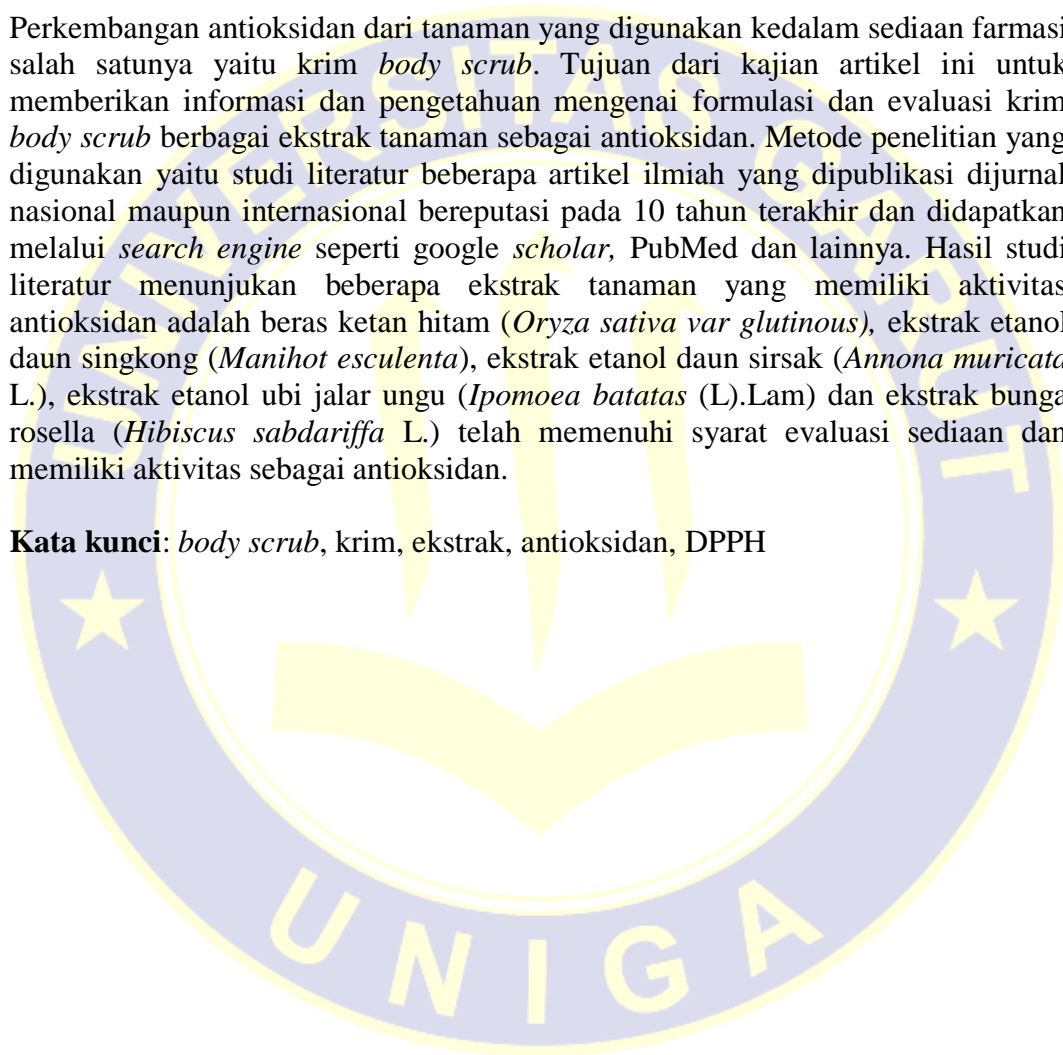 Perkembangan antioksidan dari tanaman yang digunakan kedalam sediaan farmasi
salah satunya yaitu krim body scrub. Tujuan dari kajian artikel ini untuk
memberikan informasi dan pengetahuan mengenai formulasi dan evaluasi krim
body scrub berbagai ekstrak tanaman sebagai antioksidan. Metode penelitian yang
digunakan yaitu studi literatur beberapa artikel ilmiah yang dipublikasi dijurnal
nasional maupun internasional bereputasi pada 10 tahun terakhir dan didapatkan
melalui search engine seperti google scholar, PubMed dan lainnya. Hasil studi
literatur menunjukan beberapa ekstrak tanaman yang memiliki aktivitas
antioksidan adalah beras ketan hitam (Oryza sativa var glutinous), ekstrak etanol
daun singkong (Manihot esculenta), ekstrak etanol daun sirsak (Annona muricata
L.), ekstrak etanol ubi jalar ungu (Ipomoea batatas (L).Lam) dan ekstrak bunga
rosella (Hibiscus sabdariffa L.) telah memenuhi syarat evaluasi sediaan dan
memiliki aktivitas sebagai antioksidan.
Kata kunci: body scrub, krim, ekstrak, antioksidan, DPPH
UNIVERSITAS GARUT
UNIGA